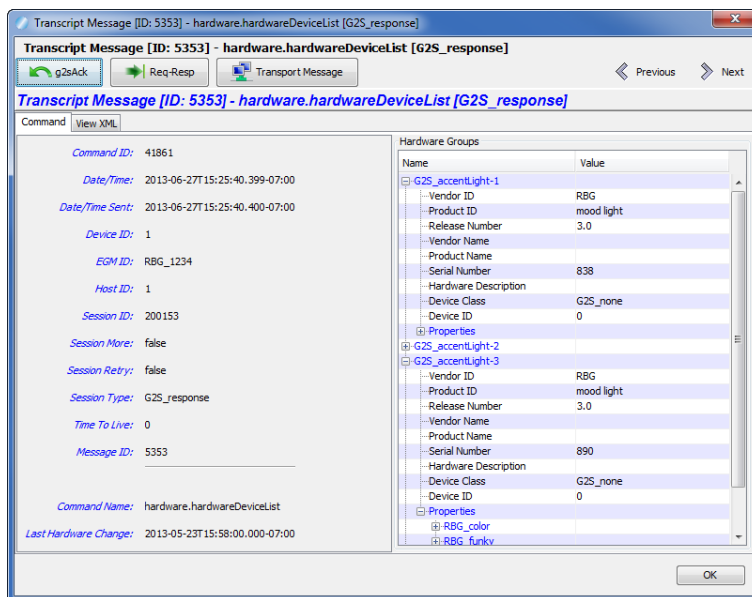 Transcript Message [ID: 5353] - hardware.hardwareDeviceList [G2S_response]
Transcript Message [ID: 5353] - hardware.hardwareDeviceList [G2S_response]
g2sAck Req-Resp Transport Message Previous Next
Transcript Message [ID: 5353] - hardware.hardwareDeviceList [G2S_response]
Command View XML
Command ID: 41861
Date/Time: 2013-06-27T15:25:40.399-07:00
Date/Time Sent: 2013-06-27T15:25:40.400-07:00
Device ID: 1
EGM ID: RBG_1234
Host ID: 1
Session ID: 200153
Session More: false
Session Retry: false
Session Type: G2S_response
Time To Live: 0
Message ID: 5353
Command Name: hardware.hardwareDeviceList
Last Hardware Change: 2013-05-23T15:58:00.000-07:00
Hardware Groups
Name Value
G2S_accentLight-1
Vendor ID RBG
Product ID mood light
Release Number 3.0
Vendor Name
Product Name
Serial Number 838
Hardware Description
Device Class G2S_none
Device ID 0
Properties
G2S_accentLight-2
G2S_accentLight-3
Vendor ID RBG
Product ID mood light
Release Number 3.0
Vendor Name
Product Name
Serial Number 890
Hardware Description
Device Class G2S_none
Device ID 0
Properties
RBG_color
RBG_funky
OK